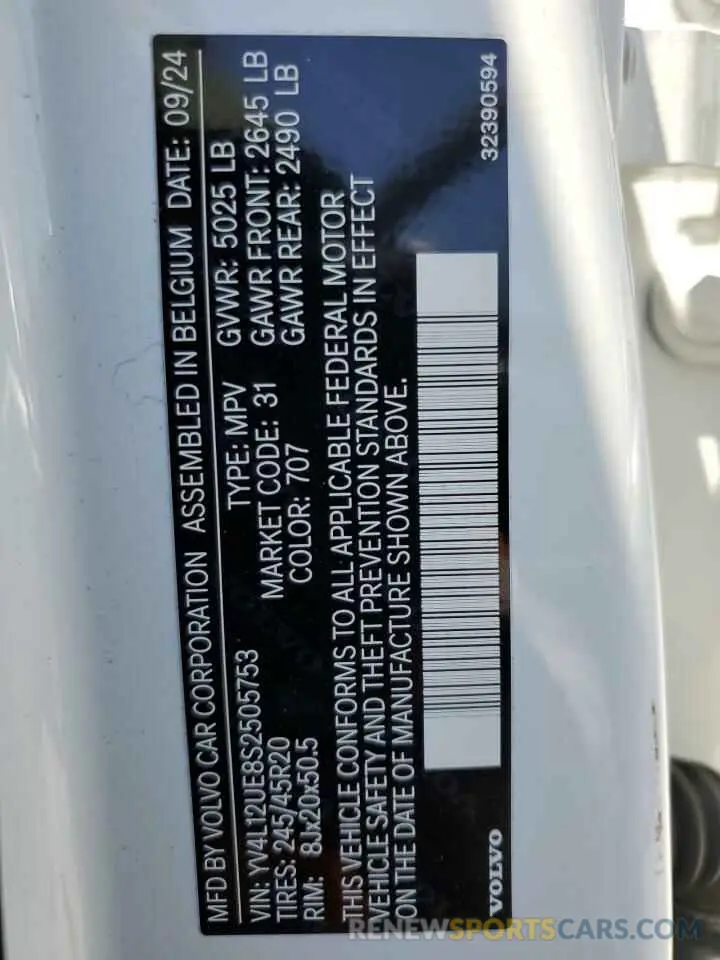 MFD BY VOLVO CAR CORPORATION ASSEMBLED IN BELGIUM DATE: 09/24
VIN: YV4L12UE8S2505753 TYPE: MPV GVWR: 5025 LB
TIRES: 245/45R20 MARKET CODE: 31 GAWR FRONT: 2645 LB
RIM: 8Jx20x50.5 COLOR: 707 GAWR REAR: 2490 LB
THIS VEHICLE CONFORMS TO ALL APPLICABLE FEDERAL MOTOR
VEHICLE SAFETY AND THEFT PREVENTION STANDARDS IN EFFECT
ON THE DATE OF MANUFACTURE SHOWN ABOVE.
VOLVO 32390594
RENEWSPORTSCARS.COM